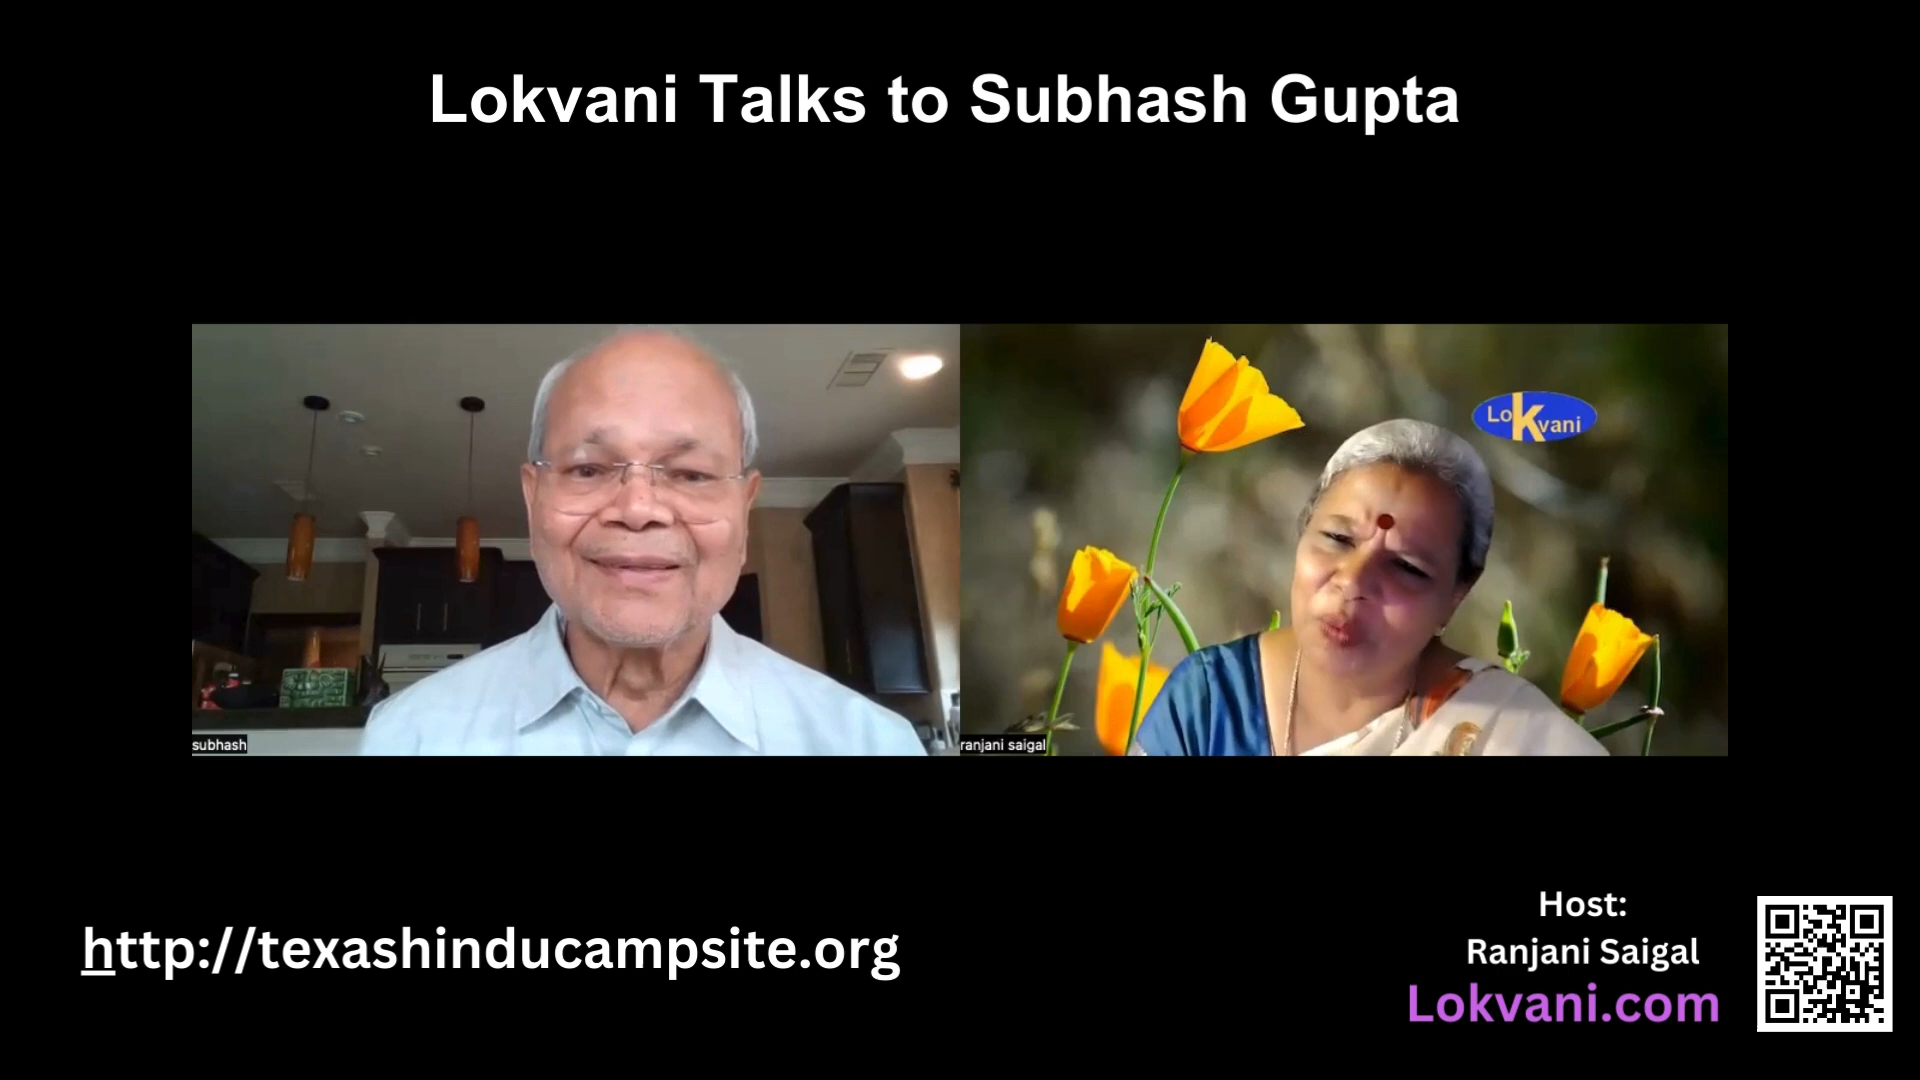 Lokvani Talks to Subhash Gupta
LoKvani
subhash
ranjani saigal
http://texashinducampsite.org
Host:
Ranjani Saigal
Lokvani.com